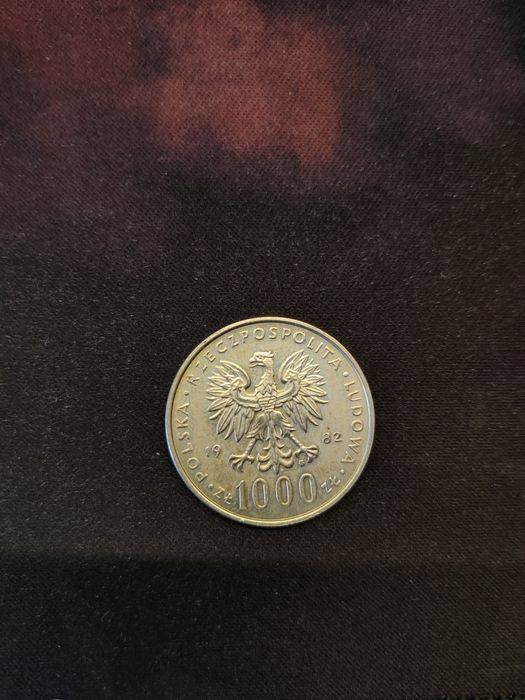 POLSKA · RZECZPOSPOLITA · LUDOWA
19 82
ZŁ 1000 ZŁ